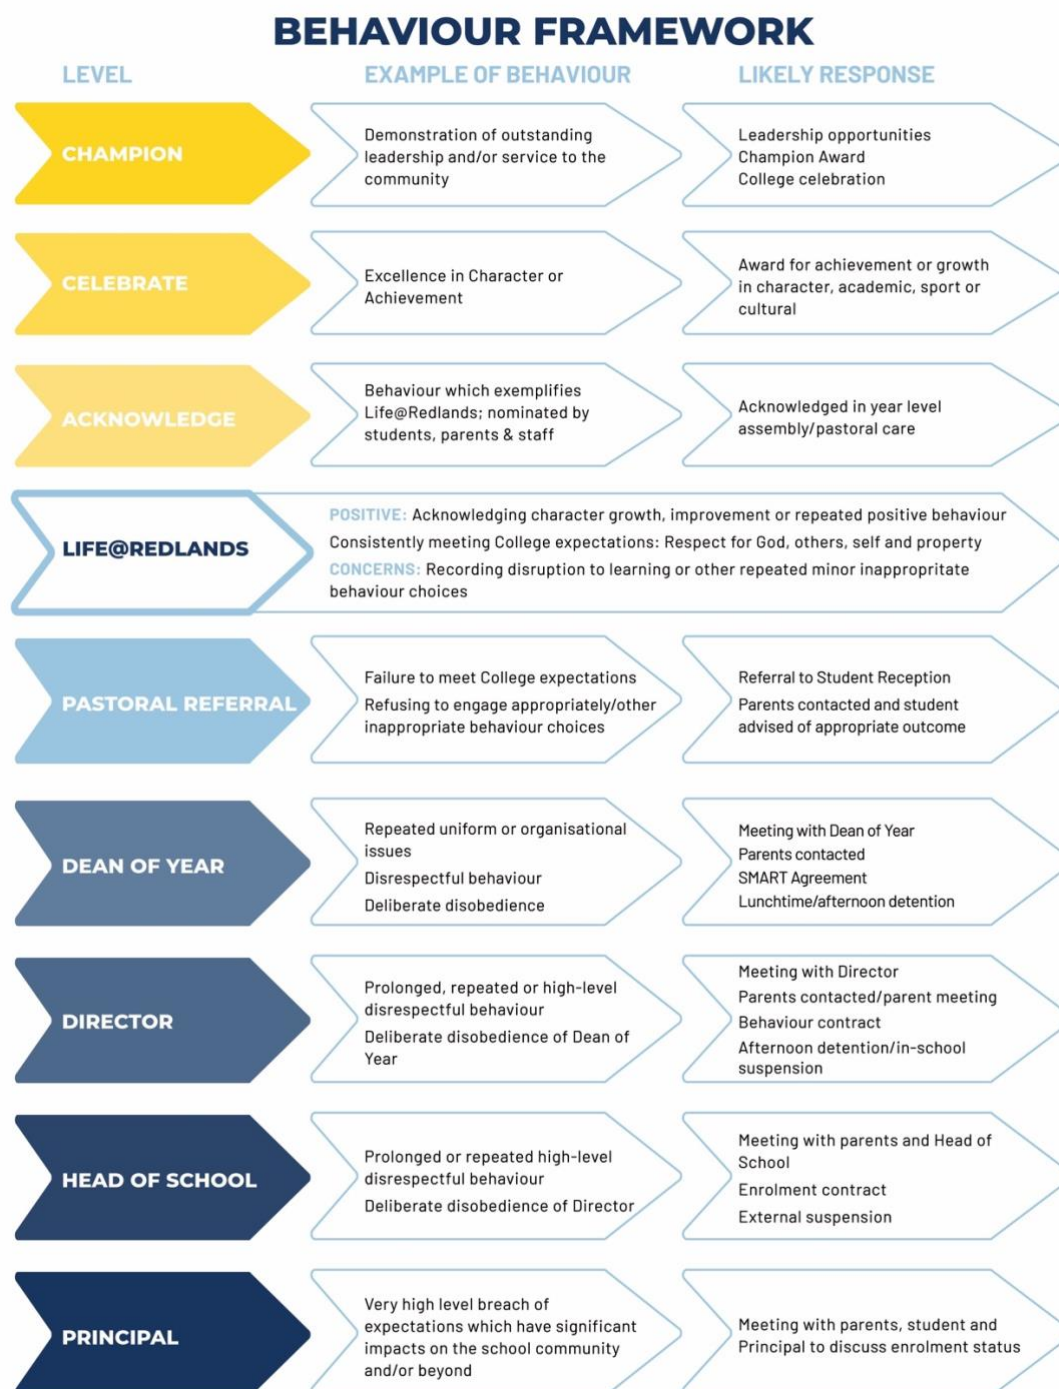 BEHAVIOUR FRAMEWORK
LEVEL
EXAMPLE OF BEHAVIOUR
LIKELY RESPONSE
CHAMPION
Demonstration of outstanding
leadership and/or service to the
community
Leadership opportunities
Champion Award
College celebration
CELEBRATE
Excellence in Character or
Achievement
Award for achievement or growth
in character, academic, sport or
cultural
ACKNOWLEDGE
Behaviour which exemplifies
Life@Redlands; nominated by
students, parents & staff
Acknowledged in year level
assembly/pastoral care
LIFE@REDLANDS
POSITIVE: Acknowledging character growth, improvement or repeated positive behaviour
Consistently meeting College expectations: Respect for God, others, self and property
CONCERNS: Recording disruption to learning or other repeated minor inappropritate
behaviour choices
PASTORAL REFERRAL
Failure to meet College expectations
Refusing to engage appropriately/other
inappropriate behaviour choices
Referral to Student Reception
Parents contacted and student
advised of appropriate outcome
DEAN OF YEAR
Repeated uniform or organisational
issues
Disrespectful behaviour
Deliberate disobedience
Meeting with Dean of Year
Parents contacted
SMART Agreement
Lunchtime/afternoon detention
DIRECTOR
Prolonged, repeated or high-level
disrespectful behaviour
Deliberate disobedience of Dean of
Year
Meeting with Director
Parents contacted/parent meeting
Behaviour contract
Afternoon detention/in-school
suspension
HEAD OF SCHOOL
Prolonged or repeated high-level
disrespectful behaviour
Deliberate disobedience of Director
Meeting with parents and Head of
School
Enrolment contract
External suspension
PRINCIPAL
Very high level breach of
expectations which have significant
impacts on the school community
and/or beyond
Meeting with parents, student and
Principal to discuss enrolment status